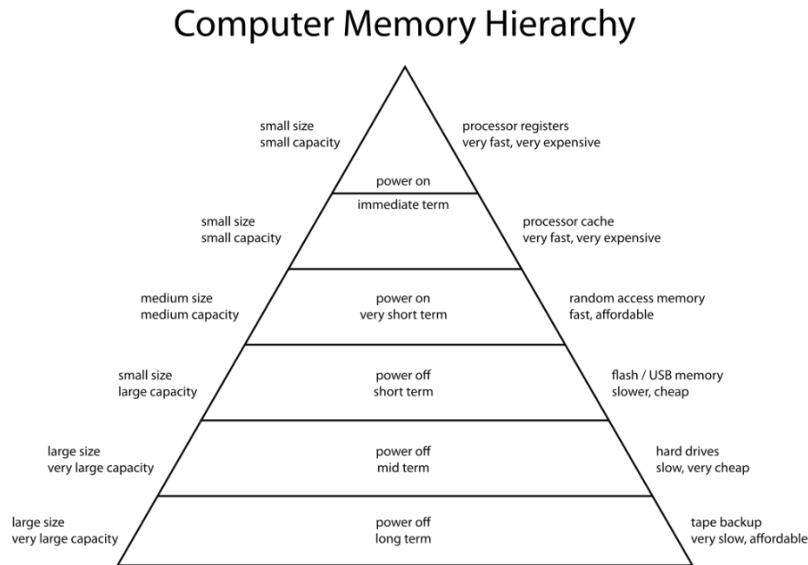 Computer Memory Hierarchy
small size
small capacity
processor registers
very fast, very expensive
power on
immediate term
small size
small capacity
processor cache
very fast, very expensive
medium size
medium capacity
power on
very short term
random access memory
fast, affordable
small size
large capacity
power off
short term
flash / USB memory
slower, cheap
large size
very large capacity
power off
mid term
hard drives
slow, very cheap
large size
very large capacity
power off
long term
tape backup
very slow, affordable